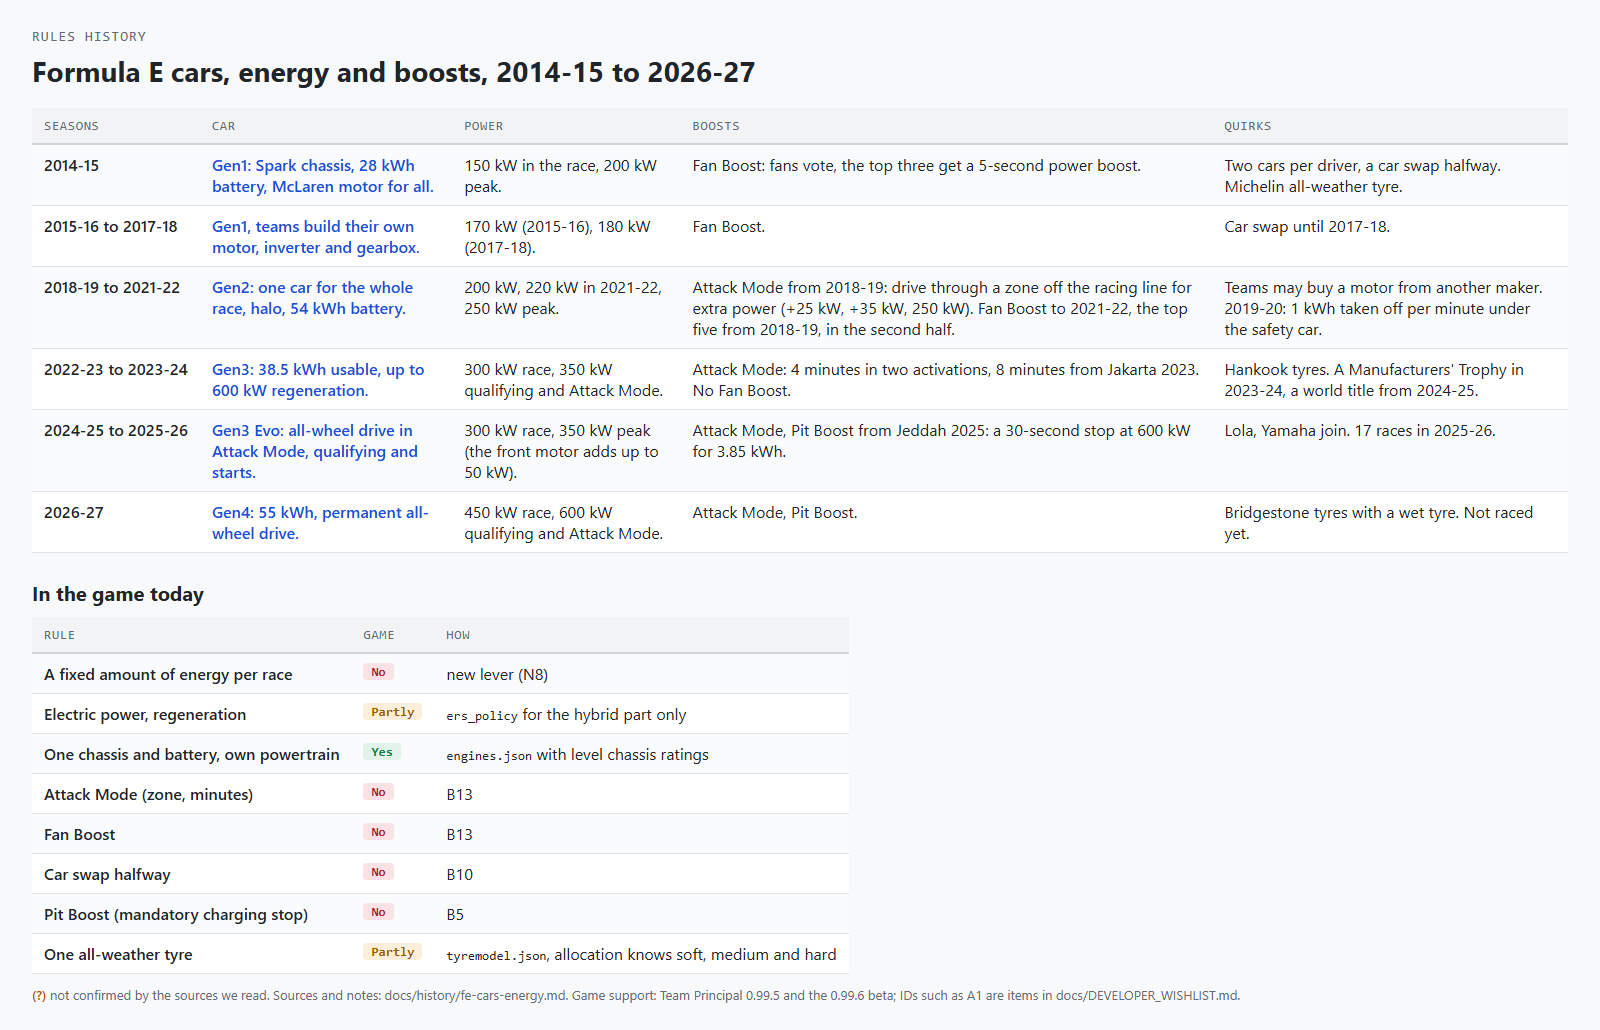 RULES HISTORY
Formula E cars, energy and boosts, 2014-15 to 2026-27
SEASONS CAR POWER BOOSTS QUIRKS
2014-15 Gen1: Spark chassis, 28 kWh 150 kW in the race, 200 kW Fan Boost: fans vote, the top three get a 5-second power boost. Two cars per driver, a car swap halfway.
battery, McLaren motor for all. peak. Michelin all-weather tyre.
2015-16 to 2017-18 Gen1, teams build their own 170 kW (2015-16), 180 kW Fan Boost. Car swap until 2017-18.
motor, inverter and gearbox. (2017-18).
2018-19 to 2021-22 Gen2: one car for the whole 200 kW, 220 kW in 2021-22, Attack Mode from 2018-19: drive through a zone off the racing line for Teams may buy a motor from another maker.
race, halo, 54 kWh battery. 250 kW peak. extra power (+25 kW, +35 kW, 250 kW). Fan Boost to 2021-22, the top 2019-20: 1 kWh taken off per minute under
five from 2018-19, in the second half. the safety car.
2022-23 to 2023-24 Gen3: 38.5 kWh usable, up to 300 kW race, 350 kW Attack Mode: 4 minutes in two activations, 8 minutes from Jakarta 2023. Hankook tyres. A Manufacturers' Trophy in
600 kW regeneration. qualifying and Attack Mode. No Fan Boost. 2023-24, a world title from 2024-25.
2024-25 to 2025-26 Gen3 Evo: all-wheel drive in 300 kW race, 350 kW peak Attack Mode, Pit Boost from Jeddah 2025: a 30-second stop at 600 kW Lola, Yamaha join. 17 races in 2025-26.
Attack Mode, qualifying and (the front motor adds up to for 3.85 kWh.
starts. 50 kW).
2026-27 Gen4: 55 kWh, permanent all- 450 kW race, 600 kW Attack Mode, Pit Boost. Bridgestone tyres with a wet tyre. Not raced
wheel drive. qualifying and Attack Mode. yet.
In the game today
RULE GAME HOW
A fixed amount of energy per race No new lever (N8)
Electric power, regeneration Partly ers_policy for the hybrid part only
One chassis and battery, own powertrain Yes engines.json with level chassis ratings
Attack Mode (zone, minutes) No B13
Fan Boost No B13
Car swap halfway No B10
Pit Boost (mandatory charging stop) No B5
One all-weather tyre Partly tyremodel.json, allocation knows soft, medium and hard
(?) not confirmed by the sources we read. Sources and notes: docs/history/fe-cars-energy.md. Game support: Team Principal 0.99.5 and the 0.99.6 beta; IDs such as A1 are items in docs/DEVELOPER_WISHLIST.md.